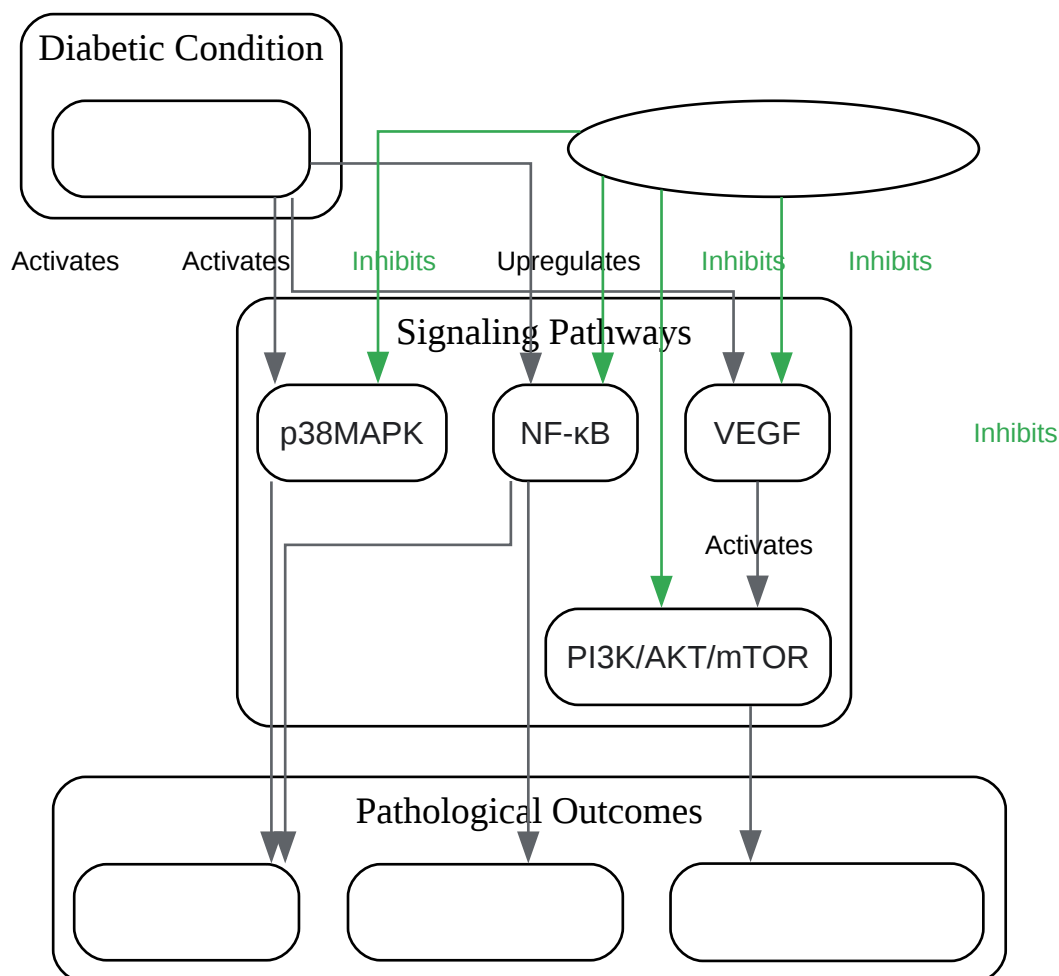 Diabetic Condition
Activates
Activates
Inhibits
Upregulates
Inhibits
Inhibits
Signaling Pathways
p38MAPK
NF-κB
VEGF
Inhibits
Activates
PI3K/AKT/mTOR
Pathological Outcomes